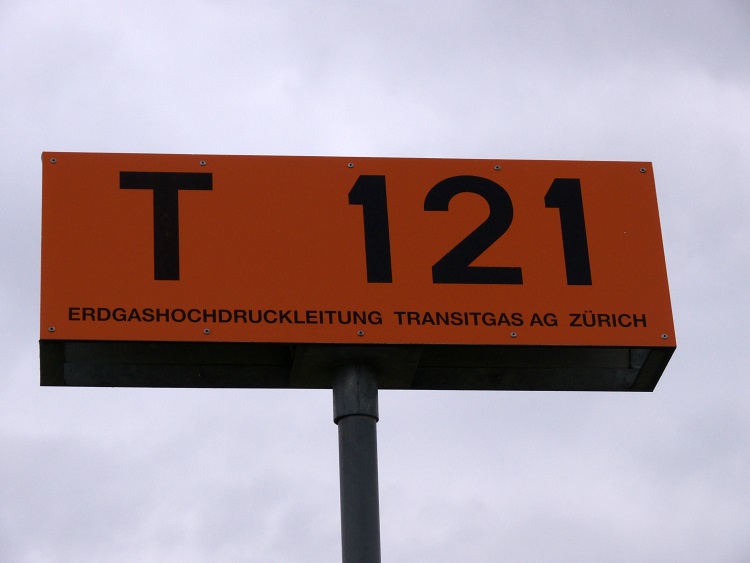 T 121
ERDGASHOCHDRUCKLEITUNG TRANSITGAS AG ZÜRICH